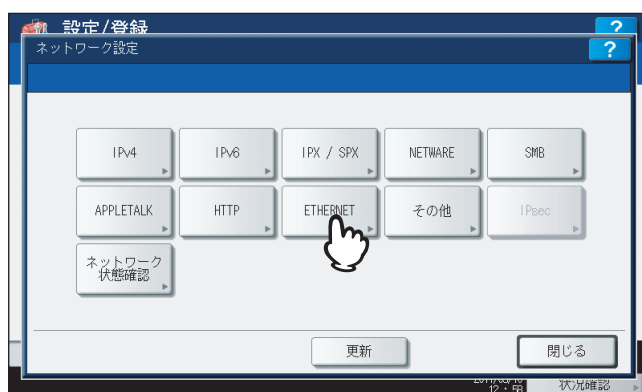 設定/登録
?
ネットワーク設定
?
IPv4
IPv6
IPX / SPX
NETWARE
SMB
APPLETALK
HTTP
ETHERNET
その他
IPsec
ネットワーク
状態確認
更新
閉じる
12:58
状況確認